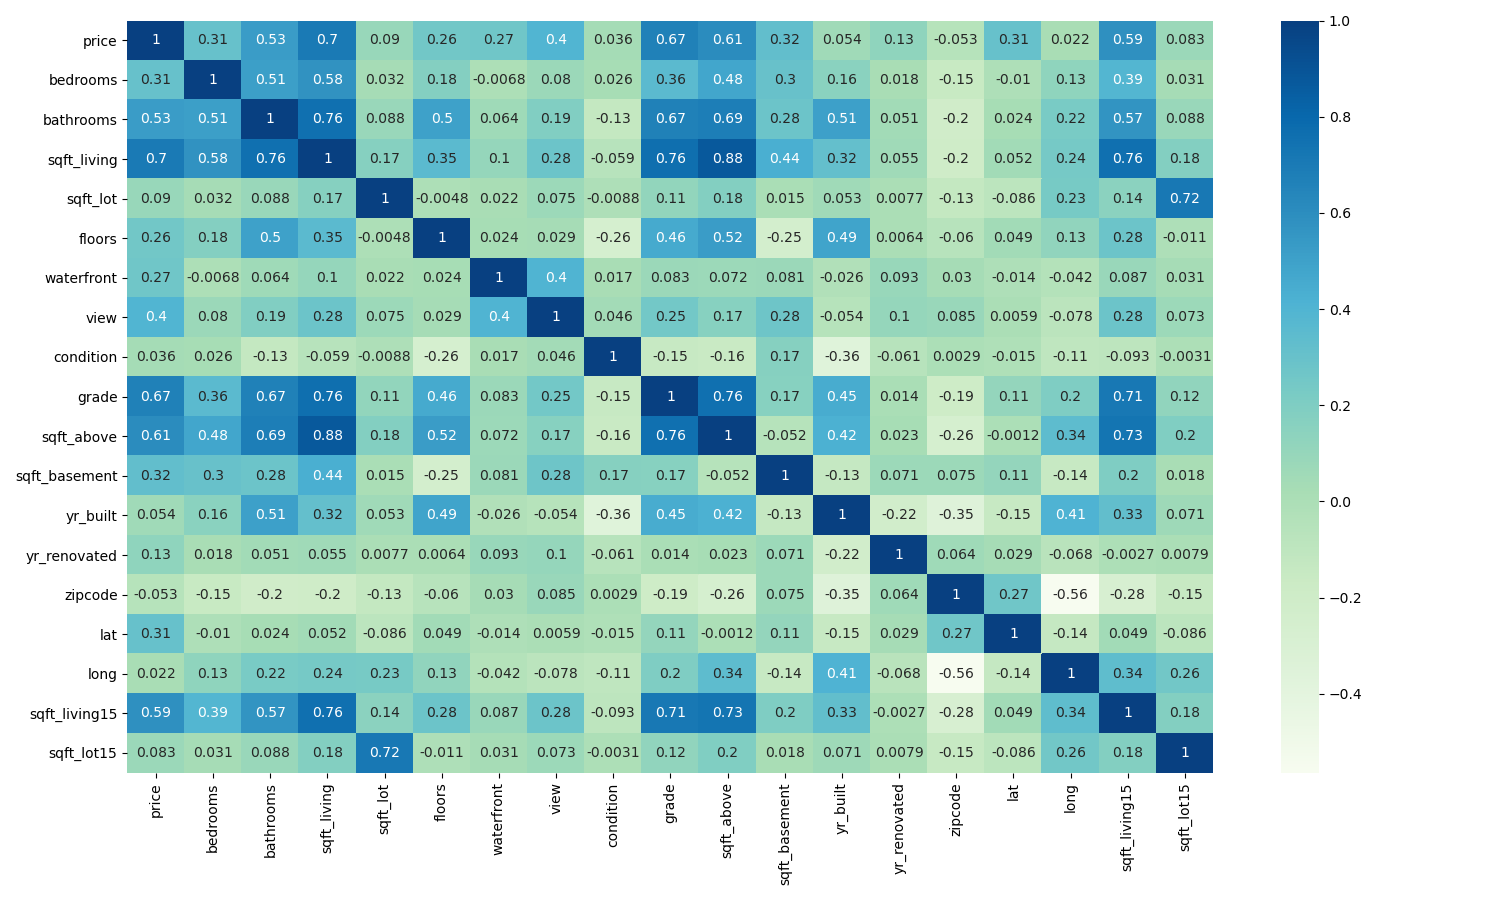 price 1 0.31 0.53 0.7 0.09 0.26 0.27 0.4 0.036 0.67 0.61 0.32 0.054 0.13 -0.053 0.31 0.022 0.59 0.083
bedrooms 0.31 1 0.51 0.58 0.032 0.18 -0.0068 0.08 0.026 0.36 0.48 0.3 0.16 0.018 -0.15 -0.01 0.13 0.39 0.031
bathrooms 0.53 0.51 1 0.76 0.088 0.5 0.064 0.19 -0.13 0.67 0.69 0.28 0.51 0.051 -0.2 0.024 0.22 0.57 0.088
sqft_living 0.7 0.58 0.76 1 0.17 0.35 0.1 0.28 -0.059 0.76 0.88 0.44 0.32 0.055 -0.2 0.052 0.24 0.76 0.18
sqft_lot 0.09 0.032 0.088 0.17 1 -0.0048 0.022 0.075 -0.0088 0.11 0.18 0.015 0.053 0.0077 -0.13 -0.086 0.23 0.14 0.72
floors 0.26 0.18 0.5 0.35 -0.0048 1 0.024 0.029 -0.26 0.46 0.52 -0.25 0.49 0.0064 -0.06 0.049 0.13 0.28 -0.011
waterfront 0.27 -0.0068 0.064 0.1 0.022 0.024 1 0.4 0.017 0.083 0.072 0.081 -0.026 0.093 0.03 -0.014 -0.042 0.087 0.031
view 0.4 0.08 0.19 0.28 0.075 0.029 0.4 1 0.046 0.25 0.17 0.28 -0.054 0.1 0.085 0.0059 -0.078 0.28 0.073
condition 0.036 0.026 -0.13 -0.059 -0.0088 -0.26 0.017 0.046 1 -0.15 -0.16 0.17 -0.36 -0.061 0.0029 -0.015 -0.11 -0.093 -0.0031
grade 0.67 0.36 0.67 0.76 0.11 0.46 0.083 0.25 -0.15 1 0.76 0.17 0.45 0.014 -0.19 0.11 0.2 0.71 0.12
sqft_above 0.61 0.48 0.69 0.88 0.18 0.52 0.072 0.17 -0.16 0.76 1 -0.052 0.42 0.023 -0.26 -0.0012 0.34 0.73 0.2
sqft_basement 0.32 0.3 0.28 0.44 0.015 -0.25 0.081 0.28 0.17 0.17 -0.052 1 -0.13 0.071 0.075 0.11 -0.14 0.2 0.018
yr_built 0.054 0.16 0.51 0.32 0.053 0.49 -0.026 -0.054 -0.36 0.45 0.42 -0.13 1 -0.22 -0.35 -0.15 0.41 0.33 0.071
yr_renovated 0.13 0.018 0.051 0.055 0.0077 0.0064 0.093 0.1 -0.061 0.014 0.023 0.071 -0.22 1 0.064 0.029 -0.068 -0.0027 0.0079
zipcode -0.053 -0.15 -0.2 -0.2 -0.13 -0.06 0.03 0.085 0.0029 -0.19 -0.26 0.075 -0.35 0.064 1 0.27 -0.56 -0.28 -0.15
lat 0.31 -0.01 0.024 0.052 -0.086 0.049 -0.014 0.0059 -0.015 0.11 -0.0012 0.11 -0.15 0.029 0.27 1 -0.14 0.049 -0.086
long 0.022 0.13 0.22 0.24 0.23 0.13 -0.042 -0.078 -0.11 0.2 0.34 -0.14 0.41 -0.068 -0.56 -0.14 1 0.34 0.26
sqft_living15 0.59 0.39 0.57 0.76 0.14 0.28 0.087 0.28 -0.093 0.71 0.73 0.2 0.33 -0.0027 -0.28 0.049 0.34 1 0.18
sqft_lot15 0.083 0.031 0.088 0.18 0.72 -0.011 0.031 0.073 -0.0031 0.12 0.2 0.018 0.071 0.0079 -0.15 -0.086 0.26 0.18 1
price bedrooms bathrooms sqft_living sqft_lot floors waterfront view condition grade sqft_above sqft_basement yr_built yr_renovated zipcode lat long sqft_living15 sqft_lot15
1.0
0.8
0.6
0.4
0.2
0.0
−0.2
−0.4